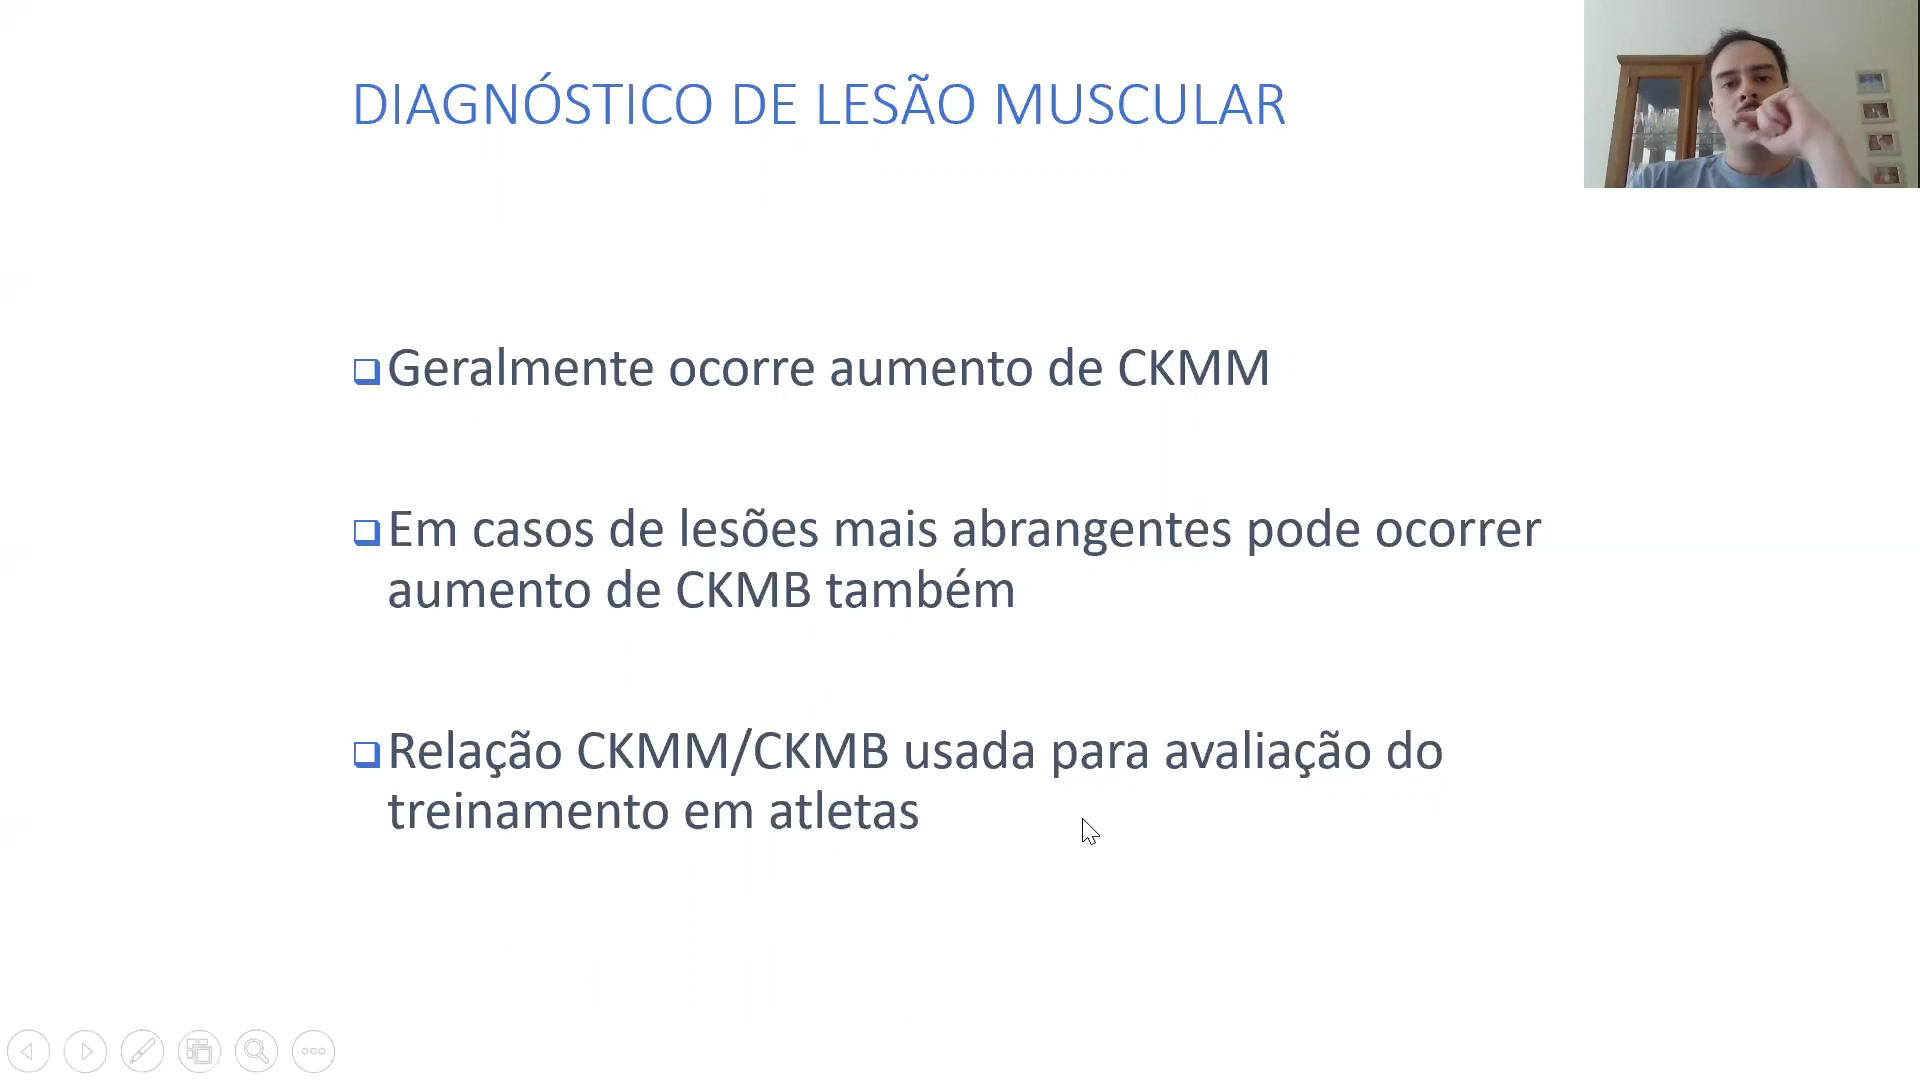 DIAGNÓSTICO DE LESÃO MUSCULAR
Geralmente ocorre aumento de CKMM
Em casos de lesões mais abrangentes pode ocorrer
aumento de CKMB também
Relação CKMM/CKMB usada para avaliação do
treinamento em atletas